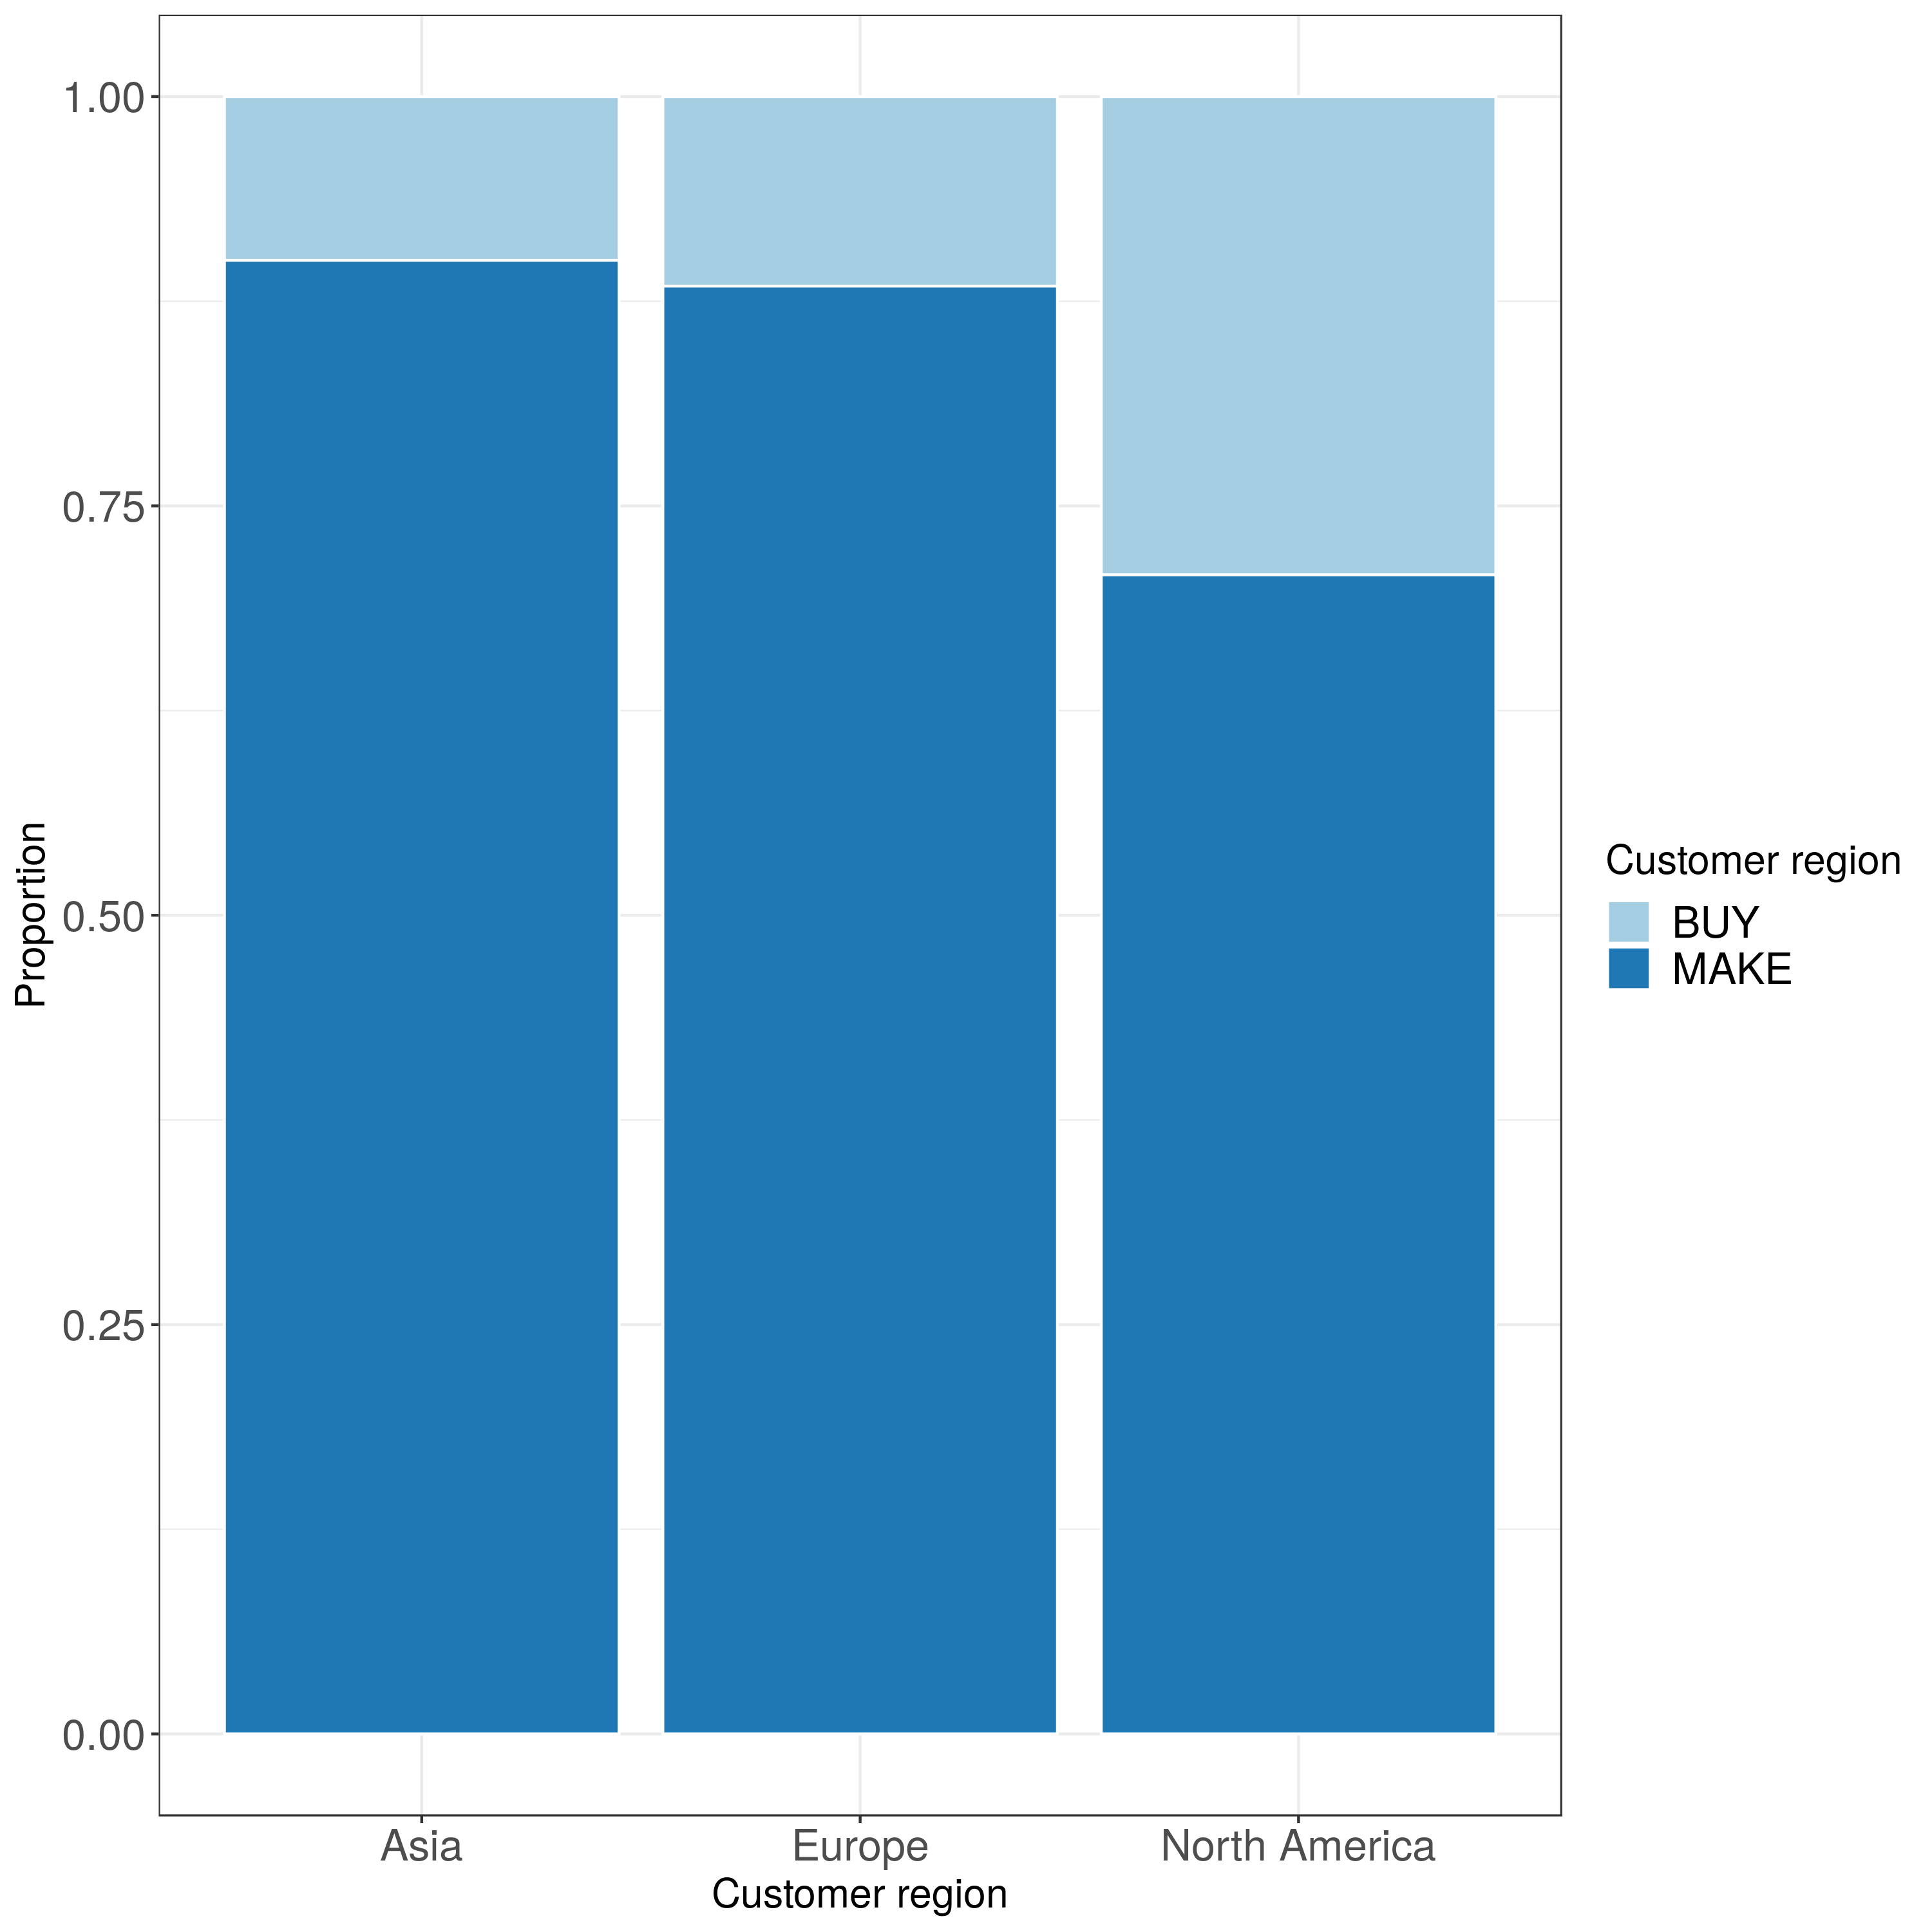 1.00
0.75
0.50
0.25
0.00
Proportion
Asia Europe North America
Customer region
Customer region
BUY
MAKE